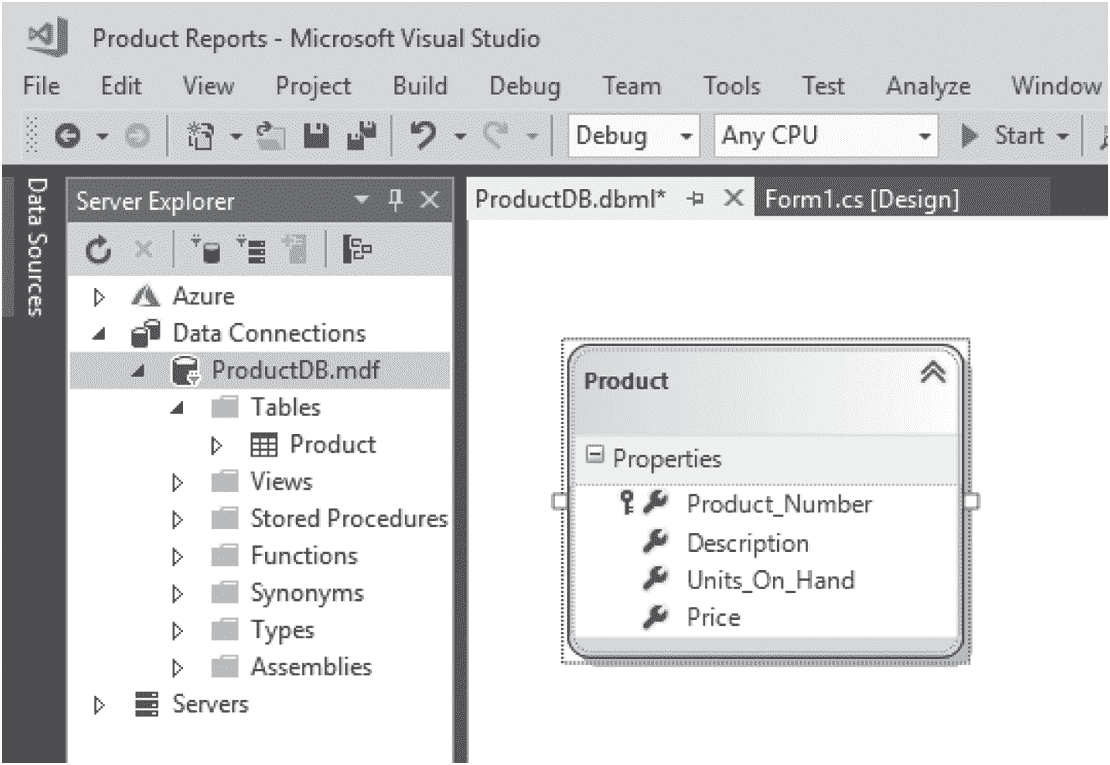 Product Reports - Microsoft Visual Studio
File Edit View Project Build Debug Team Tools Test Analyze Window
Debug Any CPU Start
Data Sources
Server Explorer
ProductDB.dbml* Form1.cs [Design]
Azure
Data Connections
ProductDB.mdf
Tables
Product
Views
Stored Procedures
Functions
Synonyms
Types
Assemblies
Servers
Product
Properties
Product_Number
Description
Units_On_Hand
Price